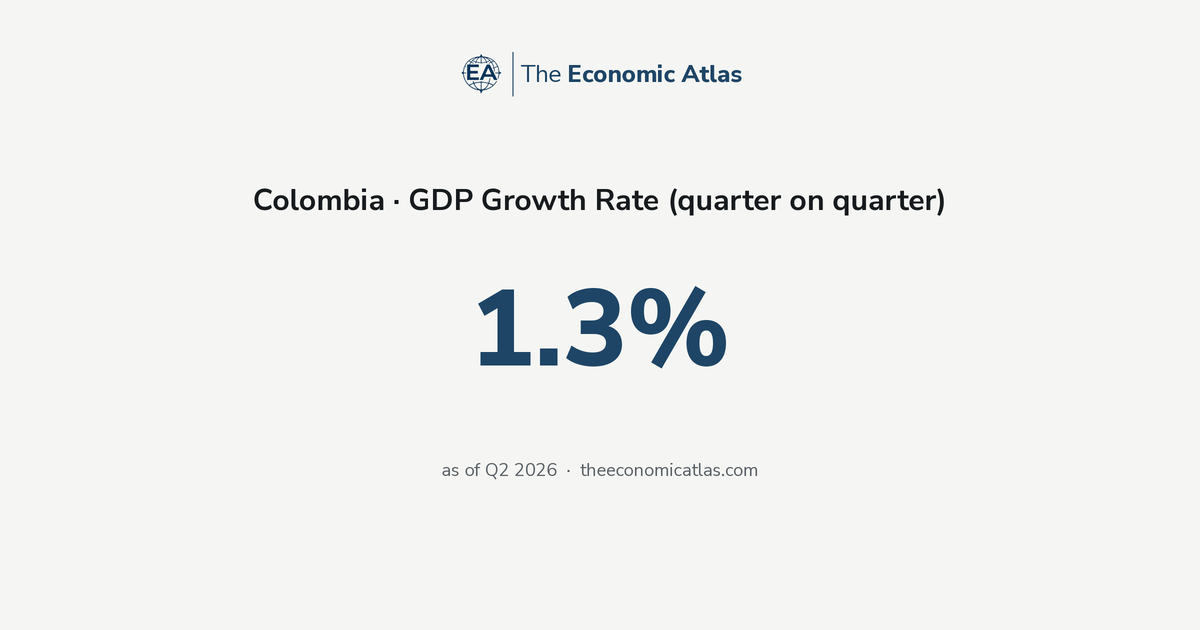 EA The Economic Atlas
Colombia · GDP Growth Rate (quarter on quarter)
1.3%
as of Q2 2026 · theeconomicatlas.com